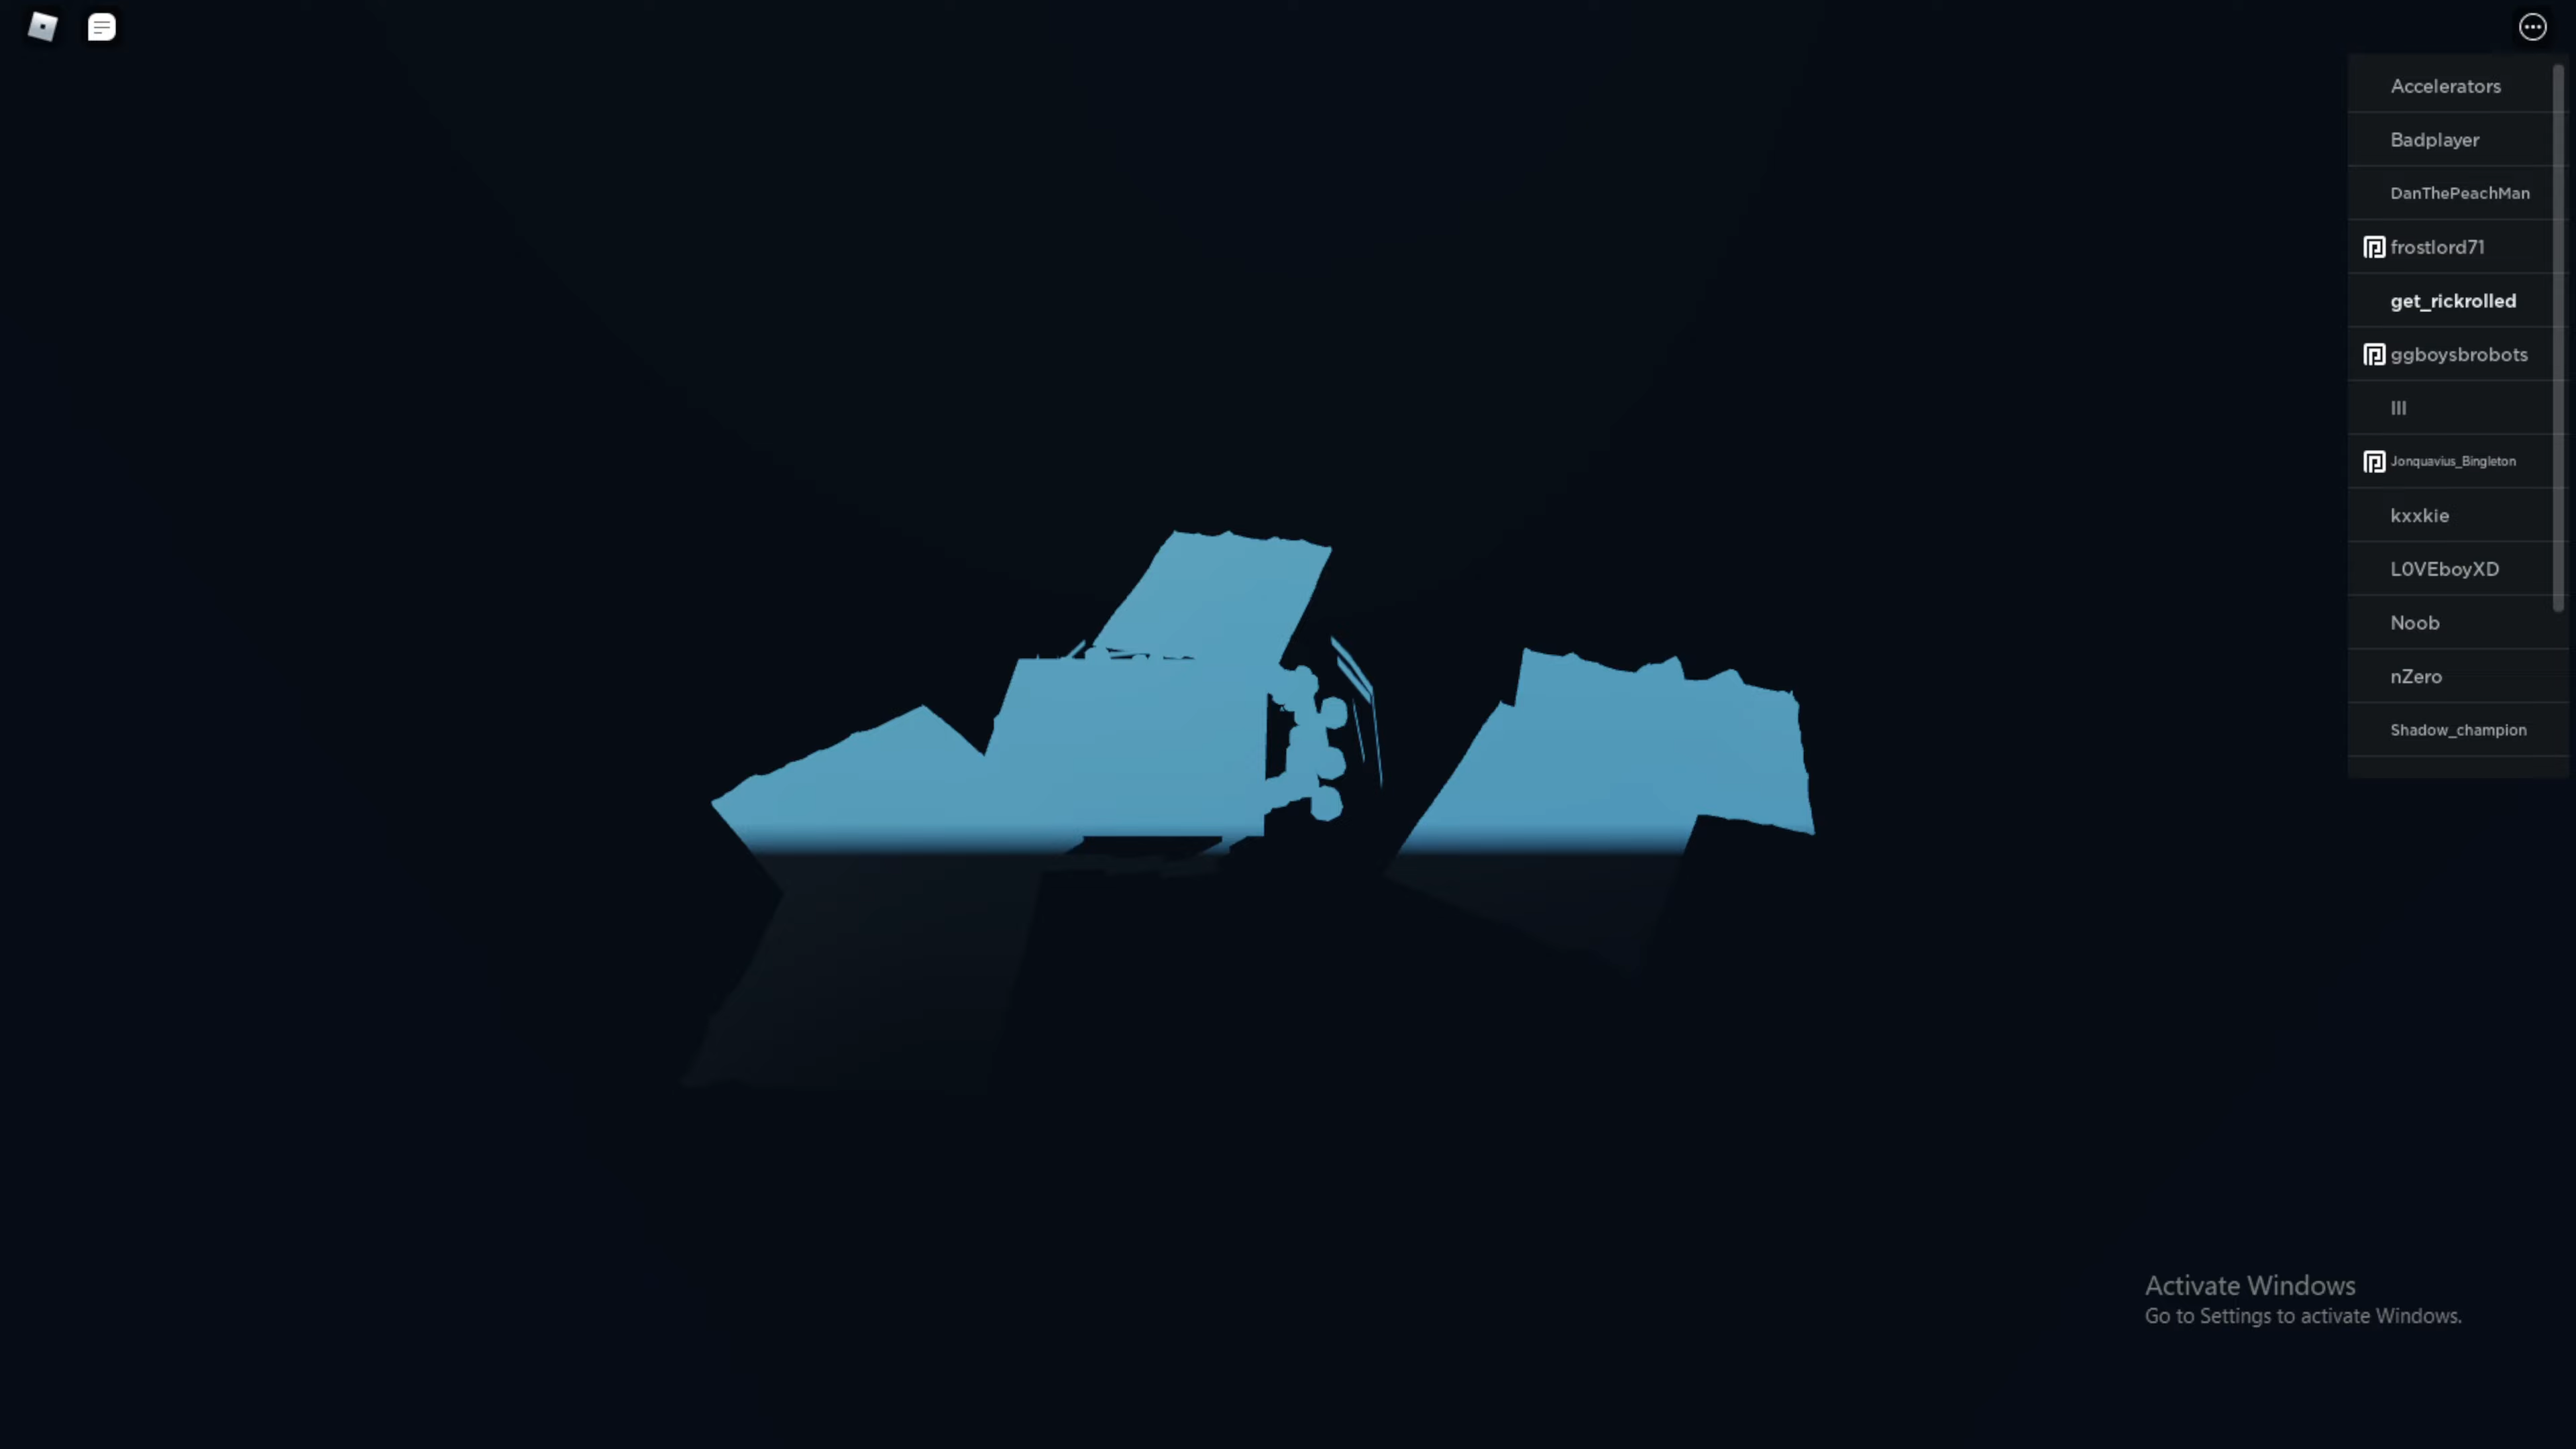 Accelerators
Badplayer
DanThePeachMan
frostlord71
get_rickrolled
ggboysbrobots
Jonquavius_Bingleton
kxxkie
L0VEboyXD
Noob
nZero
Shadow_champion
Activate Windows
Go to Settings to activate Windows.